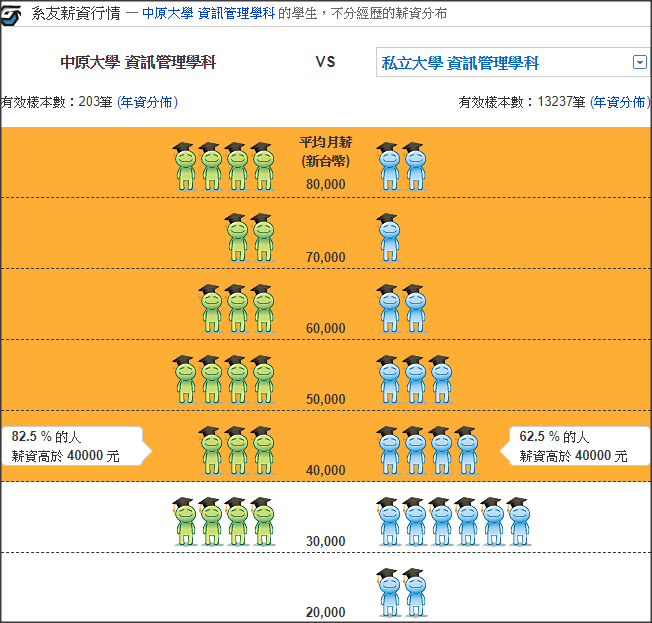 系友薪資行情 — 中原大學 資訊管理學科 的學生，不分經歷的薪資分布
中原大學 資訊管理學科 VS 私立大學 資訊管理學科
有效樣本數：203筆 (年資分佈) 有效樣本數：13237筆 (年資分佈)
平均月薪
(新台幣)
80,000
70,000
60,000
50,000
82.5 % 的人
薪資高於 40000 元
40,000
62.5 % 的人
薪資高於 40000 元
30,000
20,000